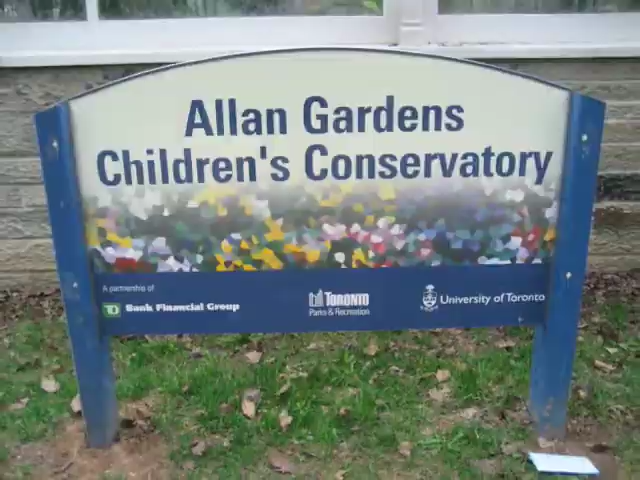 Allan Gardens
Children's Conservatory
A partnership of
TD Bank Financial Group
TORONTO
Parks & Recreation
University of Toronto